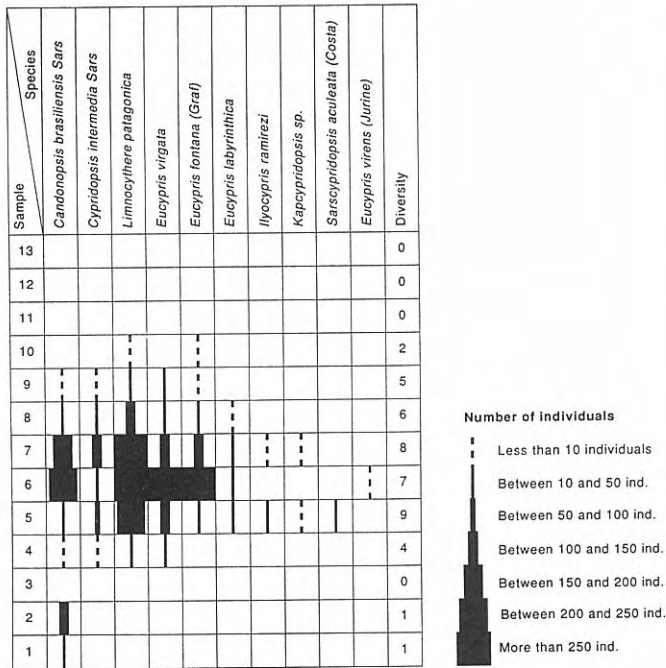 Sample
Species
Candonopsis brasiliensis Sars
Cypridopsis intermedia Sars
Limnocythere patagonica
Eucypris virgata
Eucypris fontana (Graf)
Eucypris labyrinthica
Ilyocypris ramirezi
Kapcypridopsis sp.
Sarscypridopsis aculeata (Costa)
Eucypris virens (Jurine)
Diversity
13 0
12 0
11 0
10 2
9 5
8 6
7 8
6 7
5 9
4 4
3 0
2 1
1 1
Number of individuals
Less than 10 individuals
Between 10 and 50 ind.
Between 50 and 100 ind.
Between 100 and 150 ind.
Between 150 and 200 ind.
Between 200 and 250 ind.
More than 250 ind.